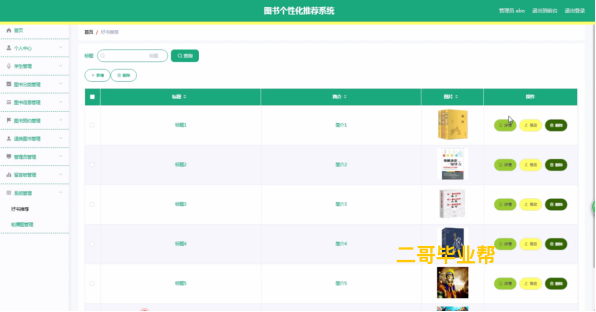 图书个性化推荐系统
管理员 abo 退出到前台 退出登录
首页
首页 / 好书推荐
个人中心
学生管理
图书分类管理
图书信息管理
图书预约管理
退换图书管理
管理员管理
留言板管理
系统管理
好书推荐
轮播图管理
标题 标题 查询
新增 删除
标题 简介 图片 操作
标题1 简介1 详情 修改 删除
标题2 简介2 详情 修改 删除
标题3 简介3 详情 修改 删除
标题4 简介4 详情 修改 删除
标题5 简介5 详情 修改 删除
二哥毕业帮